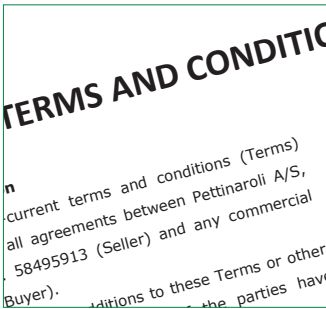 TERMS AND CONDITIO
n
-current terms and conditions (Terms)
all agreements between Pettinaroli A/S,
. 58495913 (Seller) and any commercial
Buyer).
dditions to these Terms or other
the parties have